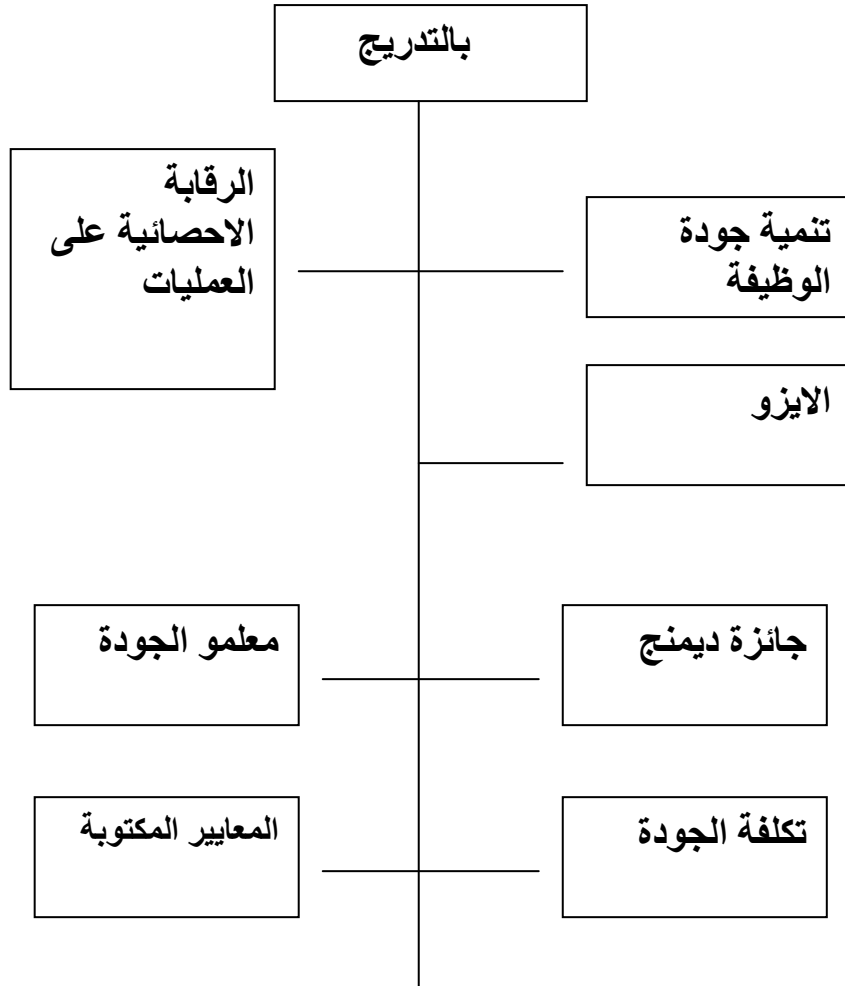 بالتدريج
تنمية جودة
الوظيفة
الرقابة
الاحصائية على
العمليات
الايزو
جائزة ديمنج
معلمو الجودة
تكلفة الجودة
المعايير المكتوبة